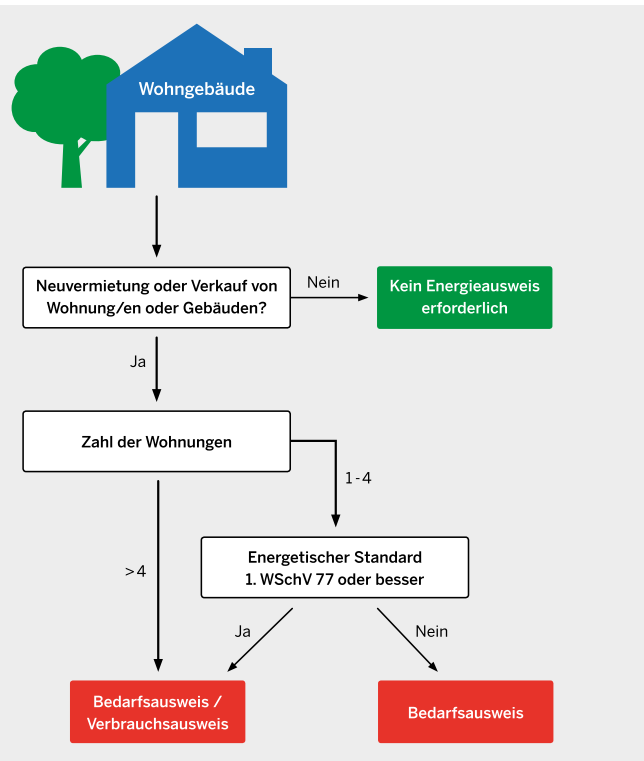 Wohngebäude
Neuvermietung oder Verkauf von
Wohnung/en oder Gebäuden?
Nein
Kein Energieausweis
erforderlich
Ja
Zahl der Wohnungen
1 - 4
>4
Energetischer Standard
1. WSchV 77 oder besser
Ja
Nein
Bedarfsausweis /
Verbrauchsausweis
Bedarfsausweis